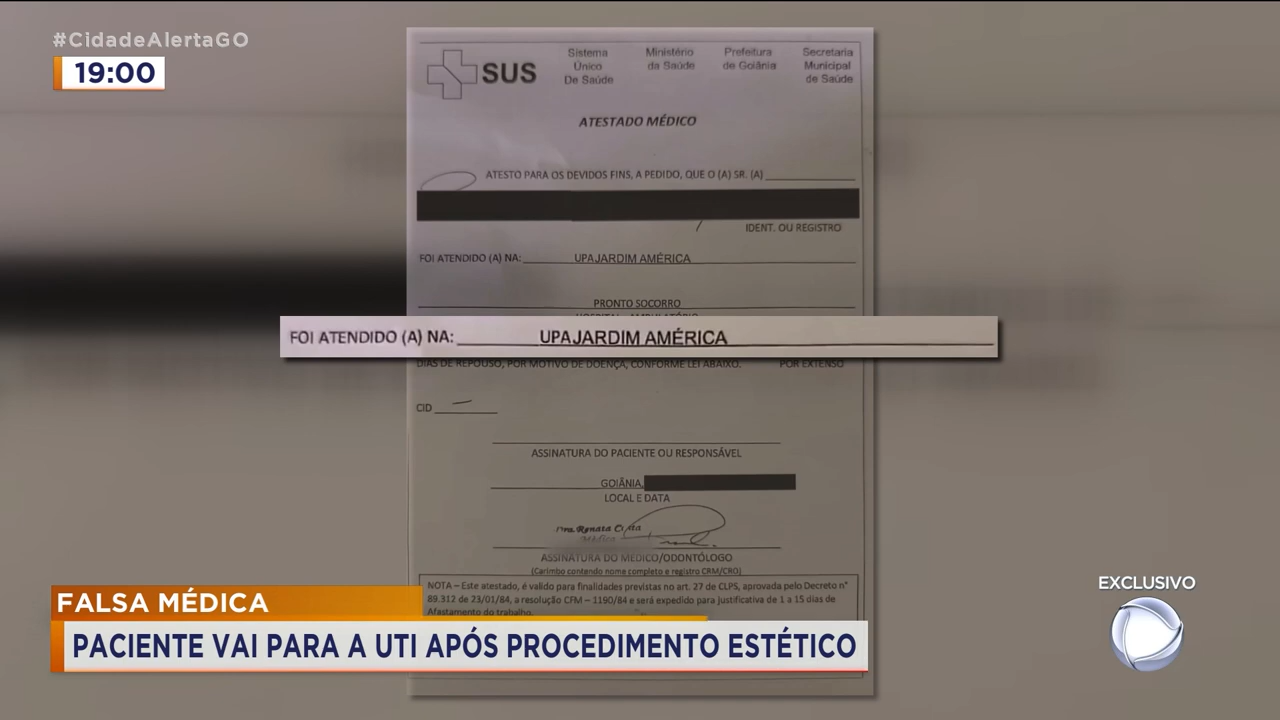 #CidadeAlertaGO
19:00
SUS
Sistema Único De Saúde
Ministério da Saúde
Prefeitura de Goiânia
Secretaria Municipal de Saúde
ATESTADO MÉDICO
ATESTO PARA OS DEVIDOS FINS, A PEDIDO, QUE O (A) SR. (A)
IDENT. OU REGISTRO
FOI ATENDIDO (A) NA: UPAJARDIM AMÉRICA
PRONTO SOCORRO
FOI ATENDIDO (A) NA: UPAJARDIM AMÉRICA
DIAS DE REPOUSO, POR MOTIVO DE DOENÇA, CONFORME LEI ABAIXO. POR EXTENSO
CID
ASSINATURA DO PACIENTE OU RESPONSÁVEL
GOIÂNIA,
LOCAL E DATA
Renata
Médica
ASSINATURA DO MÉDICO/ODONTÓLOGO
(Carimbo contendo nome completo e registro CRM/CRO)
NOTA – Este atestado, é valido para finalidades previstas no art. 27 de CLPS, aprovada pelo Decreto n°
89.312 de 23/01/84, a resolução CFM – 1190/84 e será expedido para justificativa de 1 a 15 dias de
Afastamento do trabalho.
EXCLUSIVO
FALSA MÉDICA
PACIENTE VAI PARA A UTI APÓS PROCEDIMENTO ESTÉTICO